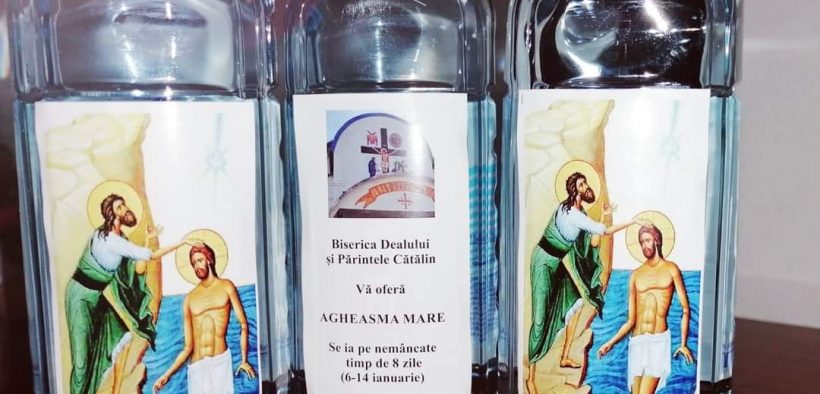 Biserica Dealului
și Părintele Cătălin
Vă oferă
AGHEASMA MARE
Se ia pe nemâncate
timp de 8 zile
(6-14 ianuarie)